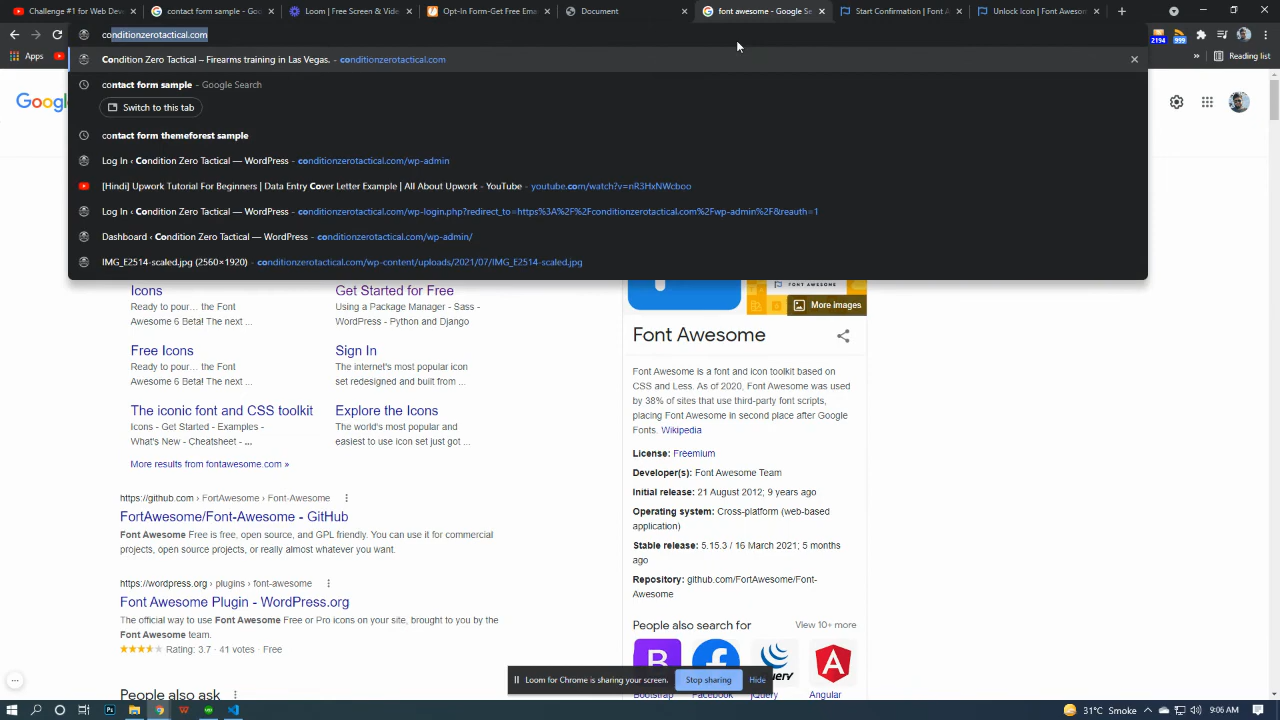 Challenge #1 for Web Develop
contact form sample - Google Se
Loom | Free Screen & Video
Opt-In Form-Get Free Ema
Document
font awesome - Google Se
Start Confirmation | Font A
Unlock Icon | Font Awesom
conditionzerotactical.com
2194
999
Apps
Reading list
Condition Zero Tactical – Firearms training in Las Vegas. - conditionzerotactical.com
contact form sample - Google Search
Switch to this tab
contact form themeforest sample
Log In ‹ Condition Zero Tactical — WordPress - conditionzerotactical.com/wp-admin
[Hindi] Upwork Tutorial For Beginners | Data Entry Cover Letter Example | All About Upwork - YouTube - youtube.com/watch?v=nR3HxNWcboo
Log In ‹ Condition Zero Tactical — WordPress - conditionzerotactical.com/wp-login.php?redirect_to=https%3A%2F%2Fconditionzerotactical.com%2Fwp-admin%2F&reauth=1
Dashboard ‹ Condition Zero Tactical — WordPress - conditionzerotactical.com/wp-admin/
IMG_E2514-scaled.jpg (2560×1920) - conditionzerotactical.com/wp-content/uploads/2021/07/IMG_E2514-scaled.jpg
Goog
Icons
Ready to pour… the Font
Awesome 6 Beta! The next ...
Get Started for Free
Using a Package Manager - Sass -
WordPress - Python and Django
Free Icons
Ready to pour… the Font
Awesome 6 Beta! The next ...
Sign In
The internet's most popular icon
set redesigned and built from ...
The iconic font and CSS toolkit
Icons - Get Started - Examples -
What's New - Cheatsheet - ...
Explore the Icons
The world's most popular and
easiest to use icon set just got ...
More results from fontawesome.com »
https://github.com › FortAwesome › Font-Awesome
FortAwesome/Font-Awesome - GitHub
Font Awesome Free is free, open source, and GPL friendly. You can use it for commercial
projects, open source projects, or really almost whatever you want.
https://wordpress.org › plugins › font-awesome
Font Awesome Plugin - WordPress.org
The official way to use Font Awesome Free or Pro icons on your site, brought to you by the
Font Awesome team.
Rating: 3.7 · 41 votes · Free
People also ask
FONT AWESOME
More images
Font Awesome
Font Awesome is a font and icon toolkit based on
CSS and Less. As of 2020, Font Awesome was used
by 38% of sites that use third-party font scripts,
placing Font Awesome in second place after Google
Fonts. Wikipedia
License: Freemium
Developer(s): Font Awesome Team
Initial release: 21 August 2012; 9 years ago
Operating system: Cross-platform (web-based
application)
Stable release: 5.15.3 / 16 March 2021; 5 months
ago
Repository: github.com/FortAwesome/Font-
Awesome
People also search for
View 10+ more
Bootstrap
Facebook
jQuery
Angular
Loom for Chrome is sharing your screen.
Stop sharing
Hide
31°C Smoke
9:06 AM